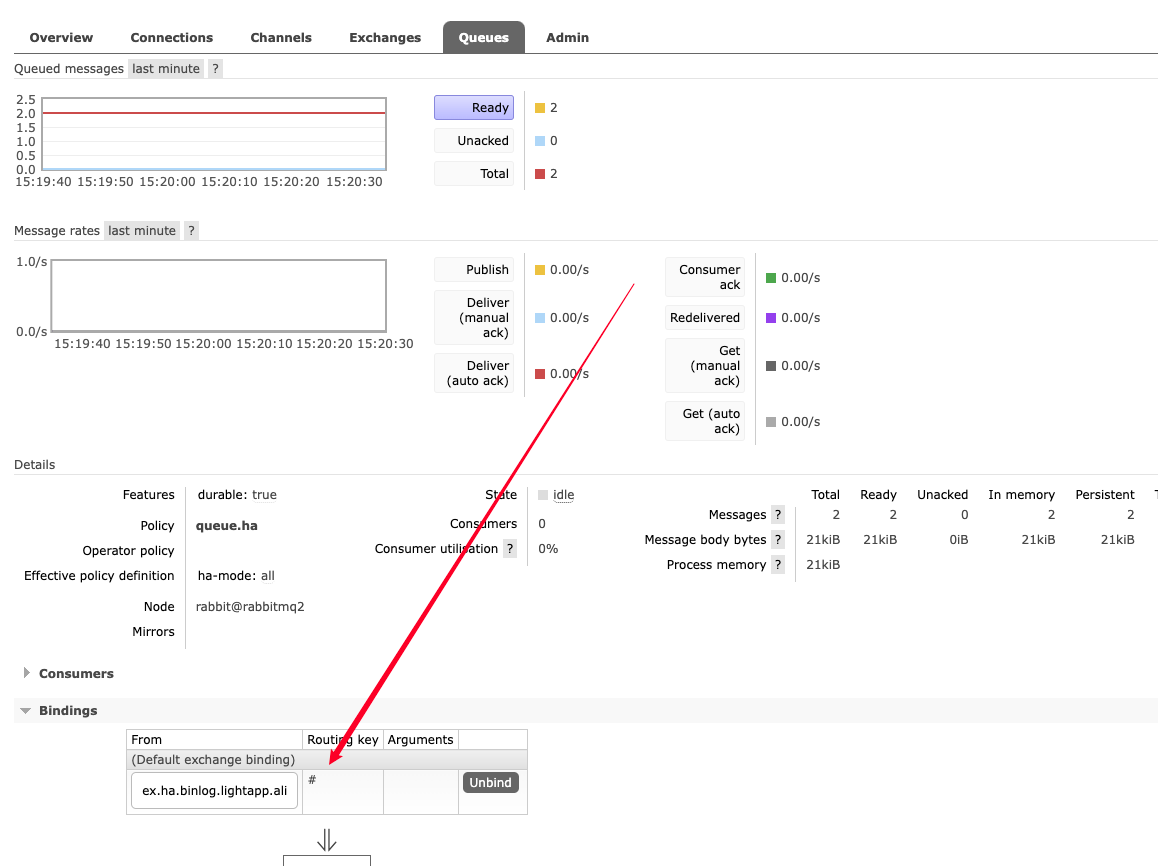 Overview Connections Channels Exchanges Queues Admin
Queued messages last minute ?
2.5
2.0
1.5
1.0
0.5
0.0
15:19:40 15:19:50 15:20:00 15:20:10 15:20:20 15:20:30
Ready 2
Unacked 0
Total 2
Message rates last minute ?
1.0/s
0.0/s
15:19:40 15:19:50 15:20:00 15:20:10 15:20:20 15:20:30
Publish 0.00/s
Deliver
(manual 0.00/s
ack)
Deliver
(auto ack) 0.00/s
Consumer
ack 0.00/s
Redelivered 0.00/s
Get
(manual 0.00/s
ack)
Get (auto
ack) 0.00/s
Details
Features durable: true
Policy queue.ha
Operator policy
Effective policy definition ha-mode: all
Node rabbit@rabbitmq2
Mirrors
State idle
Consumers 0
Consumer utilisation ? 0%
Total Ready Unacked In memory Persistent
Messages ? 2 2 0 2 2
Message body bytes ? 21kiB 21kiB 0iB 21kiB 21kiB
Process memory ? 21kiB
Consumers
Bindings
From Routing key Arguments
(Default exchange binding)
ex.ha.binlog.lightapp.ali # Unbind